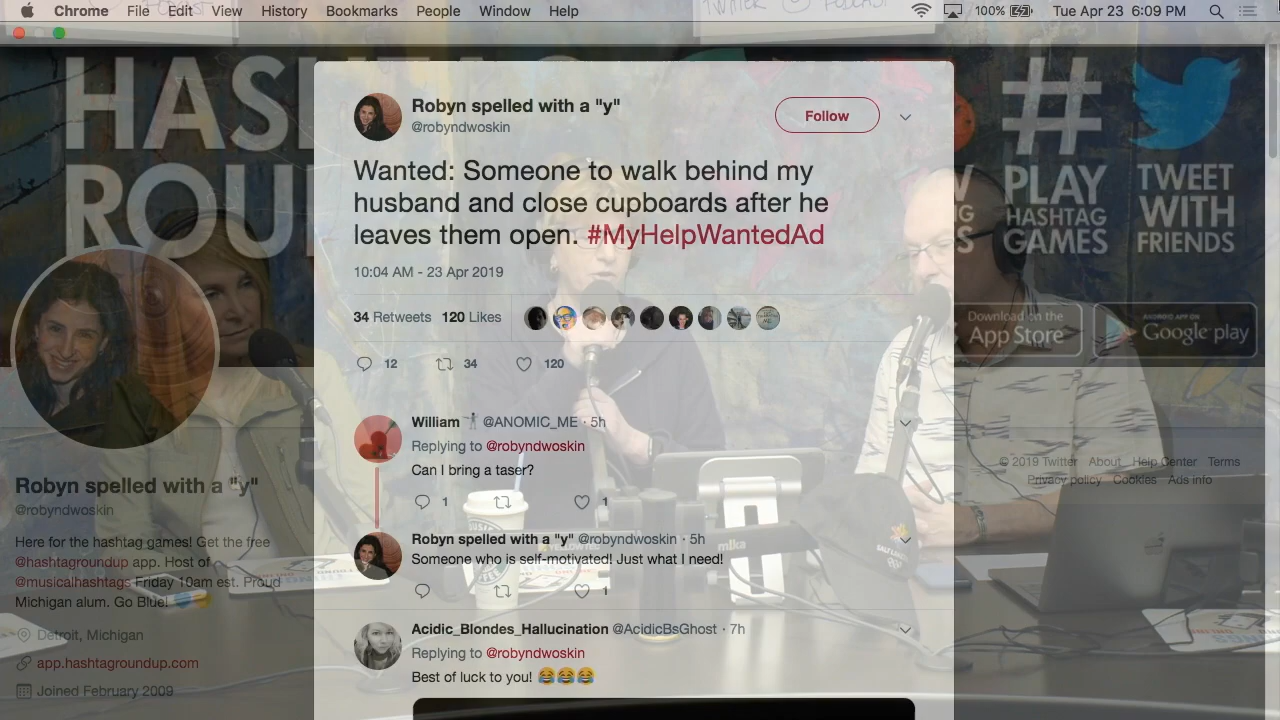 Chrome File Edit View History Bookmarks People Window Help 100% Tue Apr 23 6:09 PM
HAS
ROU
#
PLAY
HASHTAG
GAMES
TWEET
WITH
FRIENDS
Download on the
App Store
ANDROID APP ON
Google play
Robyn spelled with a "y"
@robyndwoskin
Follow
Wanted: Someone to walk behind my
husband and close cupboards after he
leaves them open. #MyHelpWantedAd
10:04 AM - 23 Apr 2019
34 Retweets 120 Likes
12 34 120
William @ANOMIC_ME · 5h
Replying to @robyndwoskin
Can I bring a taser?
1 1
Robyn spelled with a "y" @robyndwoskin · 5h
Someone who is self-motivated! Just what I need!
1
Acidic_Blondes_Hallucination @AcidicBsGhost · 7h
Replying to @robyndwoskin
Best of luck to you! 😂😂😂
Robyn spelled with a "y"
@robyndwoskin
Here for the hashtag games! Get the free
@hashtagroundup app. Host of
@musicalhashtags Friday 10am est. Proud
Michigan alum. Go Blue!
Detroit, Michigan
app.hashtagroundup.com
Joined February 2009
© 2019 Twitter About Help Center Terms
Privacy policy Cookies Ads info